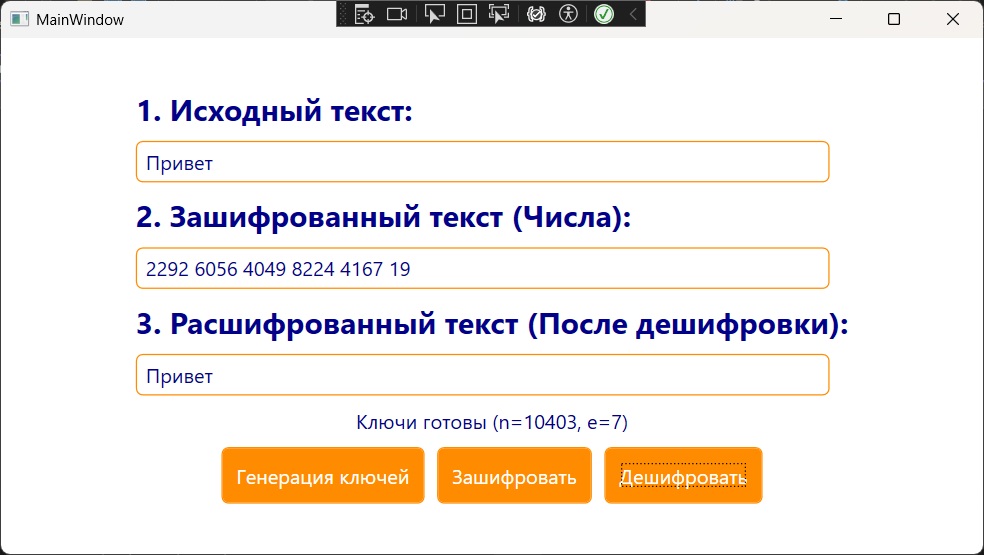 MainWindow
1. Исходный текст:
Привет
2. Зашифрованный текст (Числа):
2292 6056 4049 8224 4167 19
3. Расшифрованный текст (После дешифровки):
Привет
Ключи готовы (n=10403, e=7)
Генерация ключей Зашифровать Дешифровать